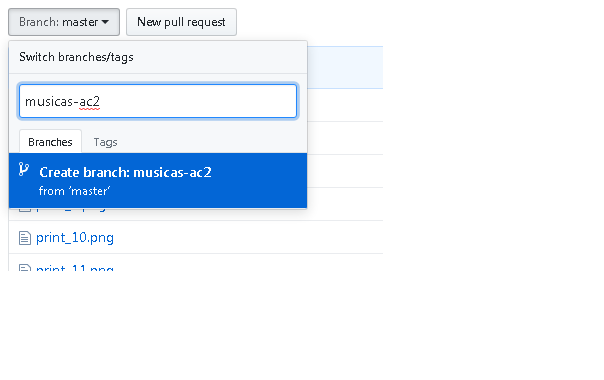 Branch: master
New pull request
Switch branches/tags
musicas-ac2
Branches
Tags
Create branch: musicas-ac2
from ‘master’
print_10.png
print_11.png